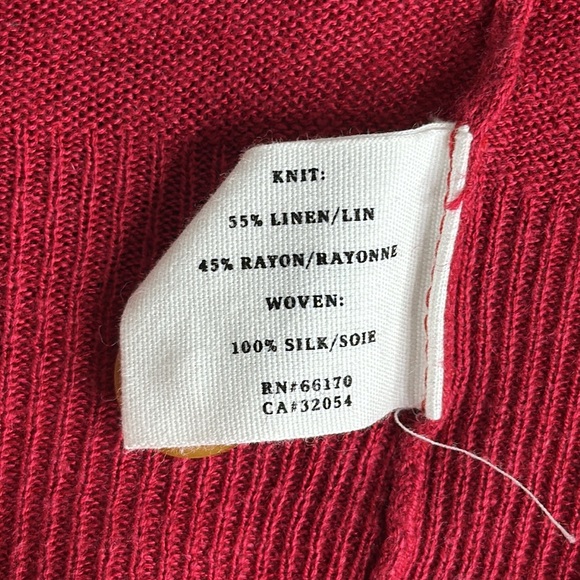 KNIT:
55% LINEN/LIN
45% RAYON/RAYONNE
WOVEN:
100% SILK/SOIE
RN#66170
CA#32054